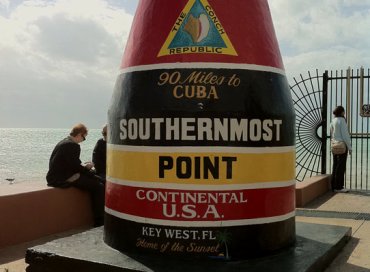 THE
CONCH
REPUBLIC
90 Miles to
CUBA
SOUTHERNMOST
POINT
CONTINENTAL
U.S.A.
KEY WEST, FL
Home of the Sunset